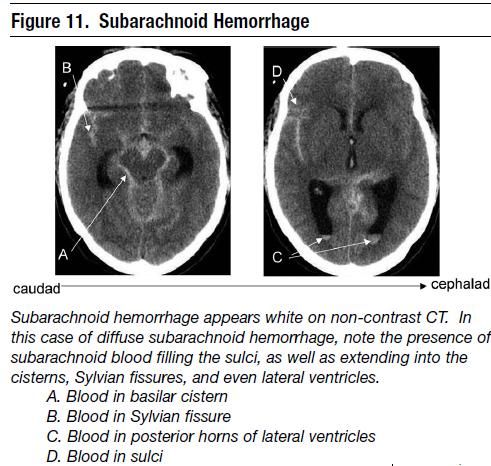 Figure 11. Subarachnoid Hemorrhage
B
A
D
C
caudad
cephalad
Subarachnoid hemorrhage appears white on non-contrast CT. In
this case of diffuse subarachnoid hemorrhage, note the presence of
subarachnoid blood filling the sulci, as well as extending into the
cisterns, Sylvian fissures, and even lateral ventricles.
A. Blood in basilar cistern
B. Blood in Sylvian fissure
C. Blood in posterior horns of lateral ventricles
D. Blood in sulci